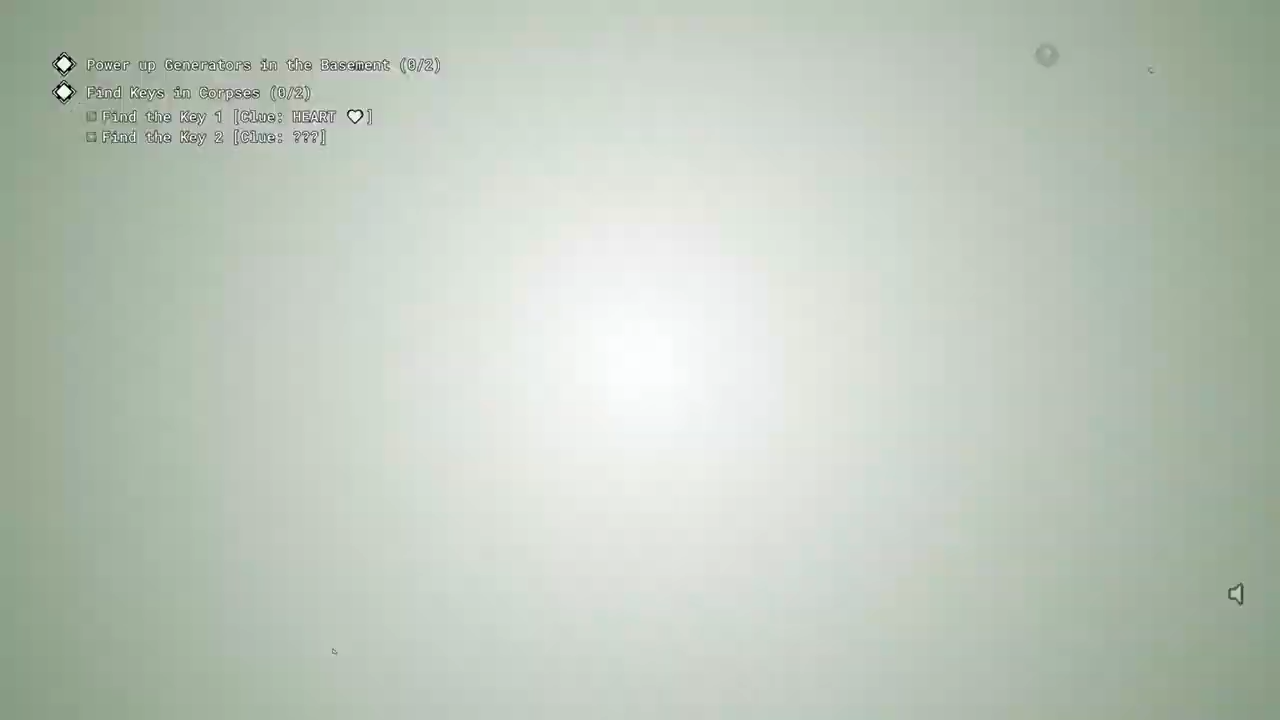 Power up Generators in the Basement (0/2)
Find Keys in Corpses (0/2)
Find the Key 1 [Clue: HEART ♡]
Find the Key 2 [Clue: ???]